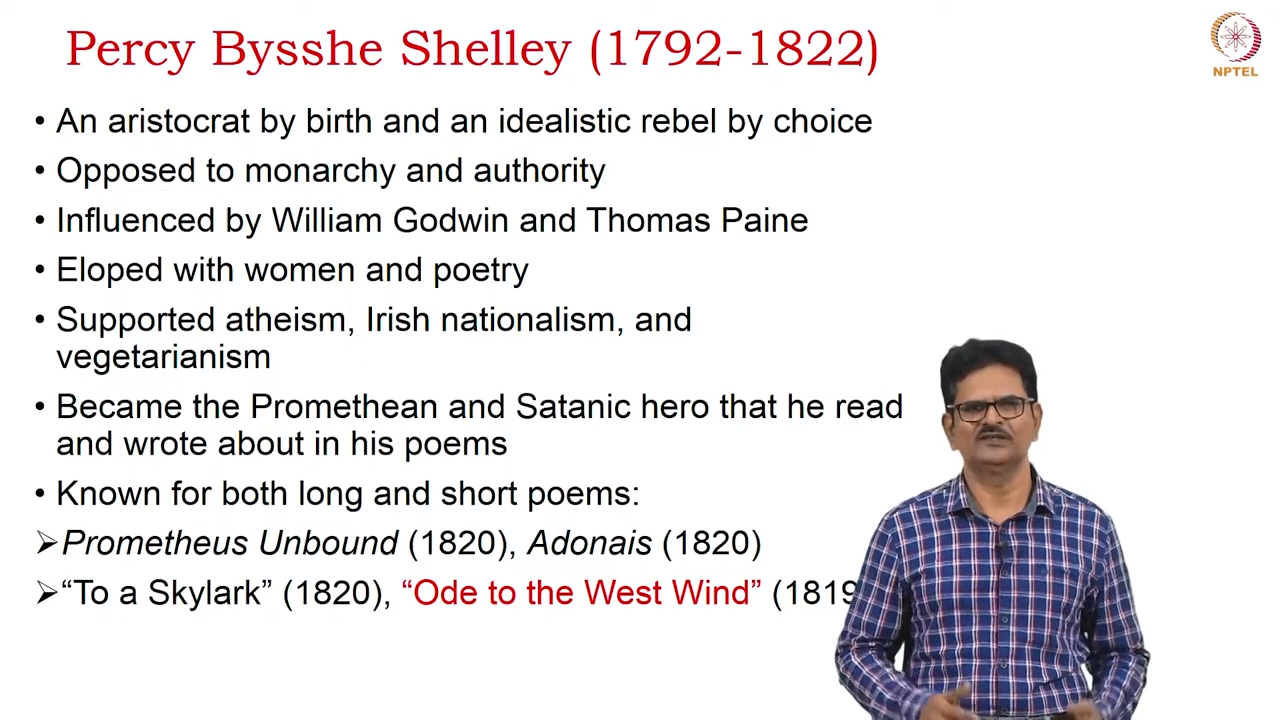 Percy Bysshe Shelley (1792-1822)
NPTEL
• An aristocrat by birth and an idealistic rebel by choice
• Opposed to monarchy and authority
• Influenced by William Godwin and Thomas Paine
• Eloped with women and poetry
• Supported atheism, Irish nationalism, and
vegetarianism
• Became the Promethean and Satanic hero that he read
and wrote about in his poems
• Known for both long and short poems:
➢Prometheus Unbound (1820), Adonais (1820)
➢“To a Skylark” (1820), “Ode to the West Wind” (1819